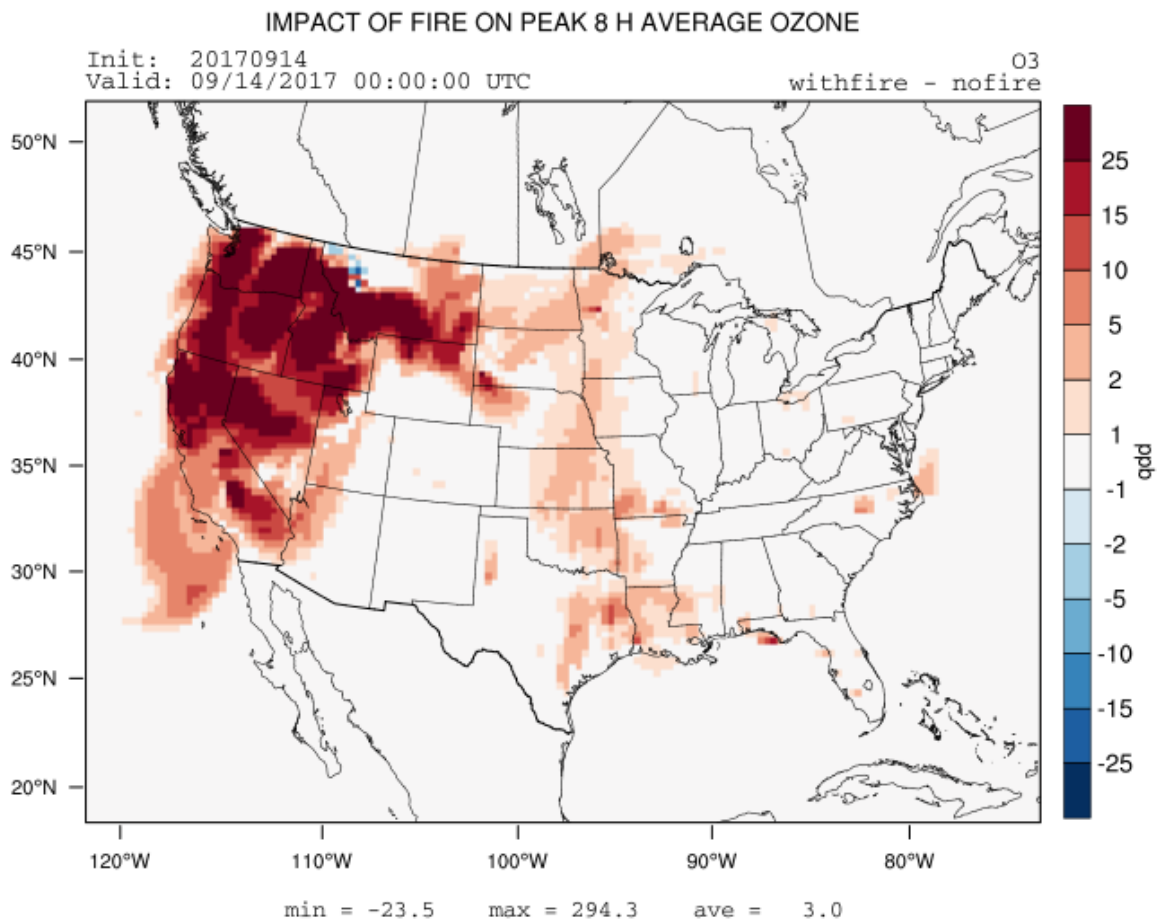 IMPACT OF FIRE ON PEAK 8 H AVERAGE OZONE
Init: 20170914
O3
Valid: 09/14/2017 00:00:00 UTC
withfire - nofire
50°N
45°N
40°N
35°N
30°N
25°N
20°N
120°W
110°W
100°W
90°W
80°W
25
15
10
5
2
1
-1
-2
-5
-10
-15
-25
ppb
min = -23.5 max = 294.3 ave = 3.0